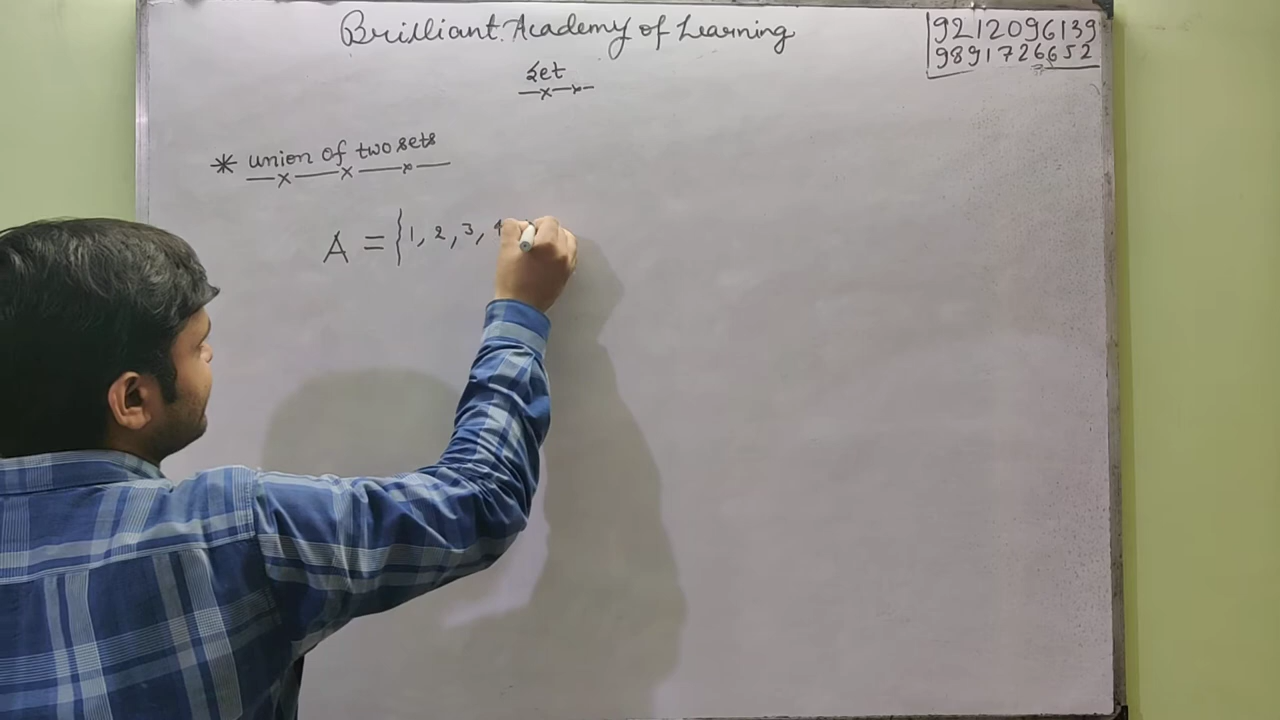 Brilliant Academy of Learning
9212096139
9891726652
Set
* union of two sets
A = {1, 2, 3, 4